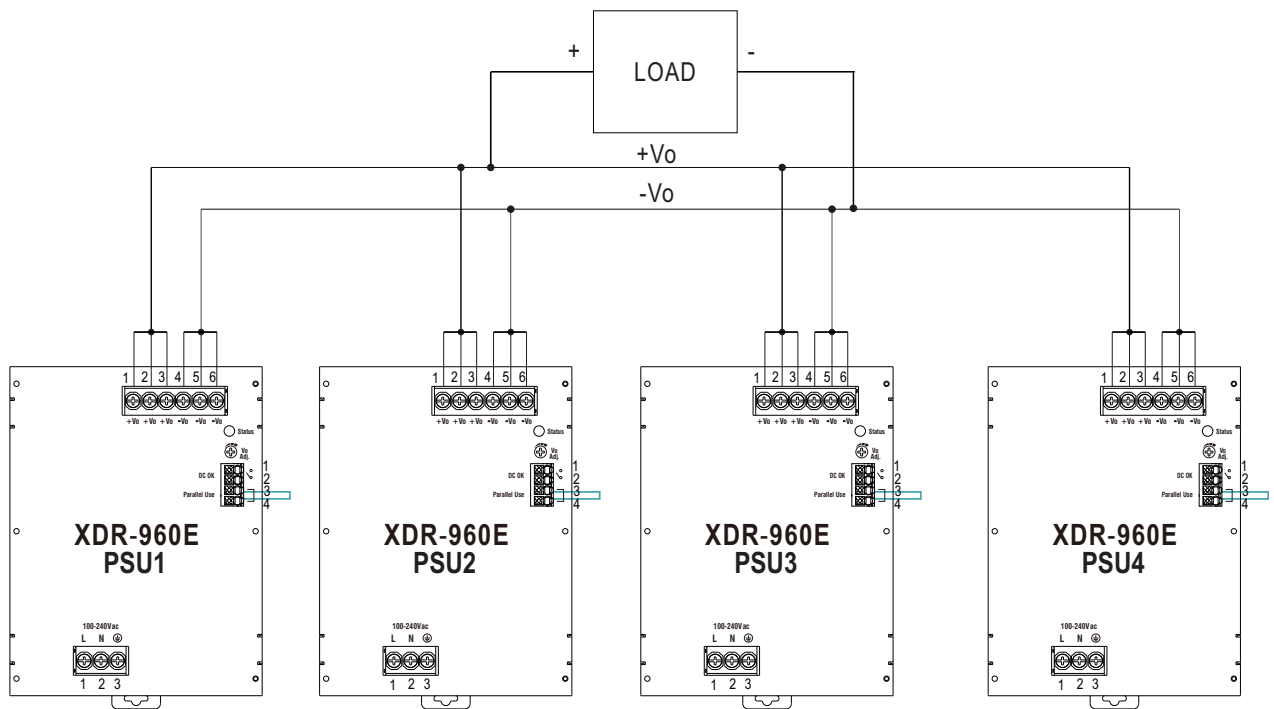 + LOAD -
+Vo
-Vo
1 2 3 4 5 6
+Vo +Vo +Vo -Vo -Vo -Vo
Status
Vo
Adj.
DC OK
Parallel Use
1
2
3
4
XDR-960E
PSU1
100-240Vac
L N
1 2 3
1 2 3 4 5 6
+Vo +Vo +Vo -Vo -Vo -Vo
Status
Vo
Adj.
DC OK
Parallel Use
1
2
3
4
XDR-960E
PSU2
100-240Vac
L N
1 2 3
1 2 3 4 5 6
+Vo +Vo +Vo -Vo -Vo -Vo
Status
Vo
Adj.
DC OK
Parallel Use
1
2
3
4
XDR-960E
PSU3
100-240Vac
L N
1 2 3
1 2 3 4 5 6
+Vo +Vo +Vo -Vo -Vo -Vo
Status
Vo
Adj.
DC OK
Parallel Use
1
2
3
4
XDR-960E
PSU4
100-240Vac
L N
1 2 3